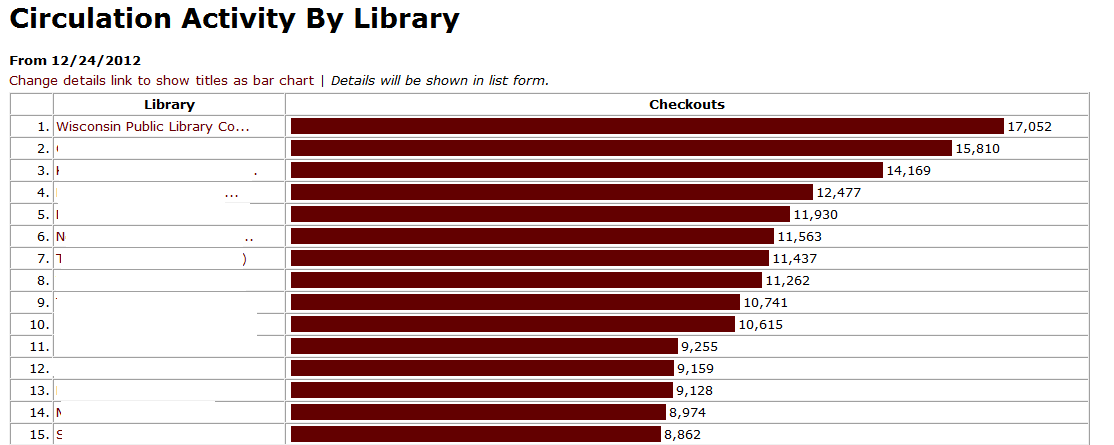 Circulation Activity By Library
From 12/24/2012
Change details link to show titles as bar chart | Details will be shown in list form.
Library Checkouts
1. Wisconsin Public Library Co... 17,052
2. 15,810
3. . 14,169
4. ... 12,477
5. 11,930
6. N .. 11,563
7. T ) 11,437
8. 11,262
9. 10,741
10. 10,615
11. 9,255
12. 9,159
13. 9,128
14. 8,974
15. S 8,862